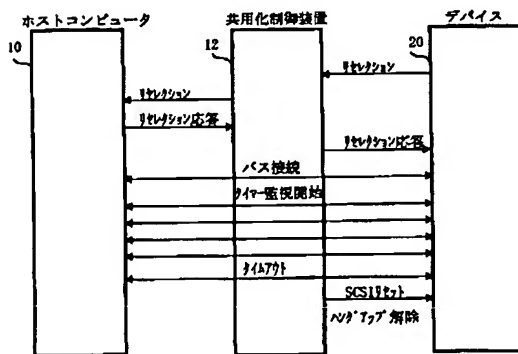 ホストコンピュータ
共用化制御装置
デバイス
10
12
20
リセレクション
リセレクション
リセレクション応答
リセレクション応答
バス接続
タイマー監視開始
タイムアウト
SCSIリセット
ハングアップ解除